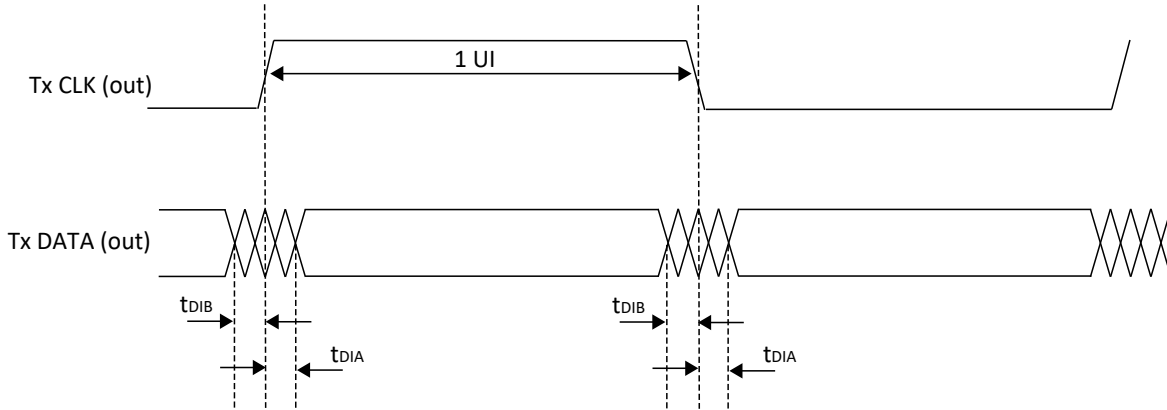 1 UI
Tx CLK (out)
Tx DATA (out)
tDIB
tDIB
tDIA
tDIA